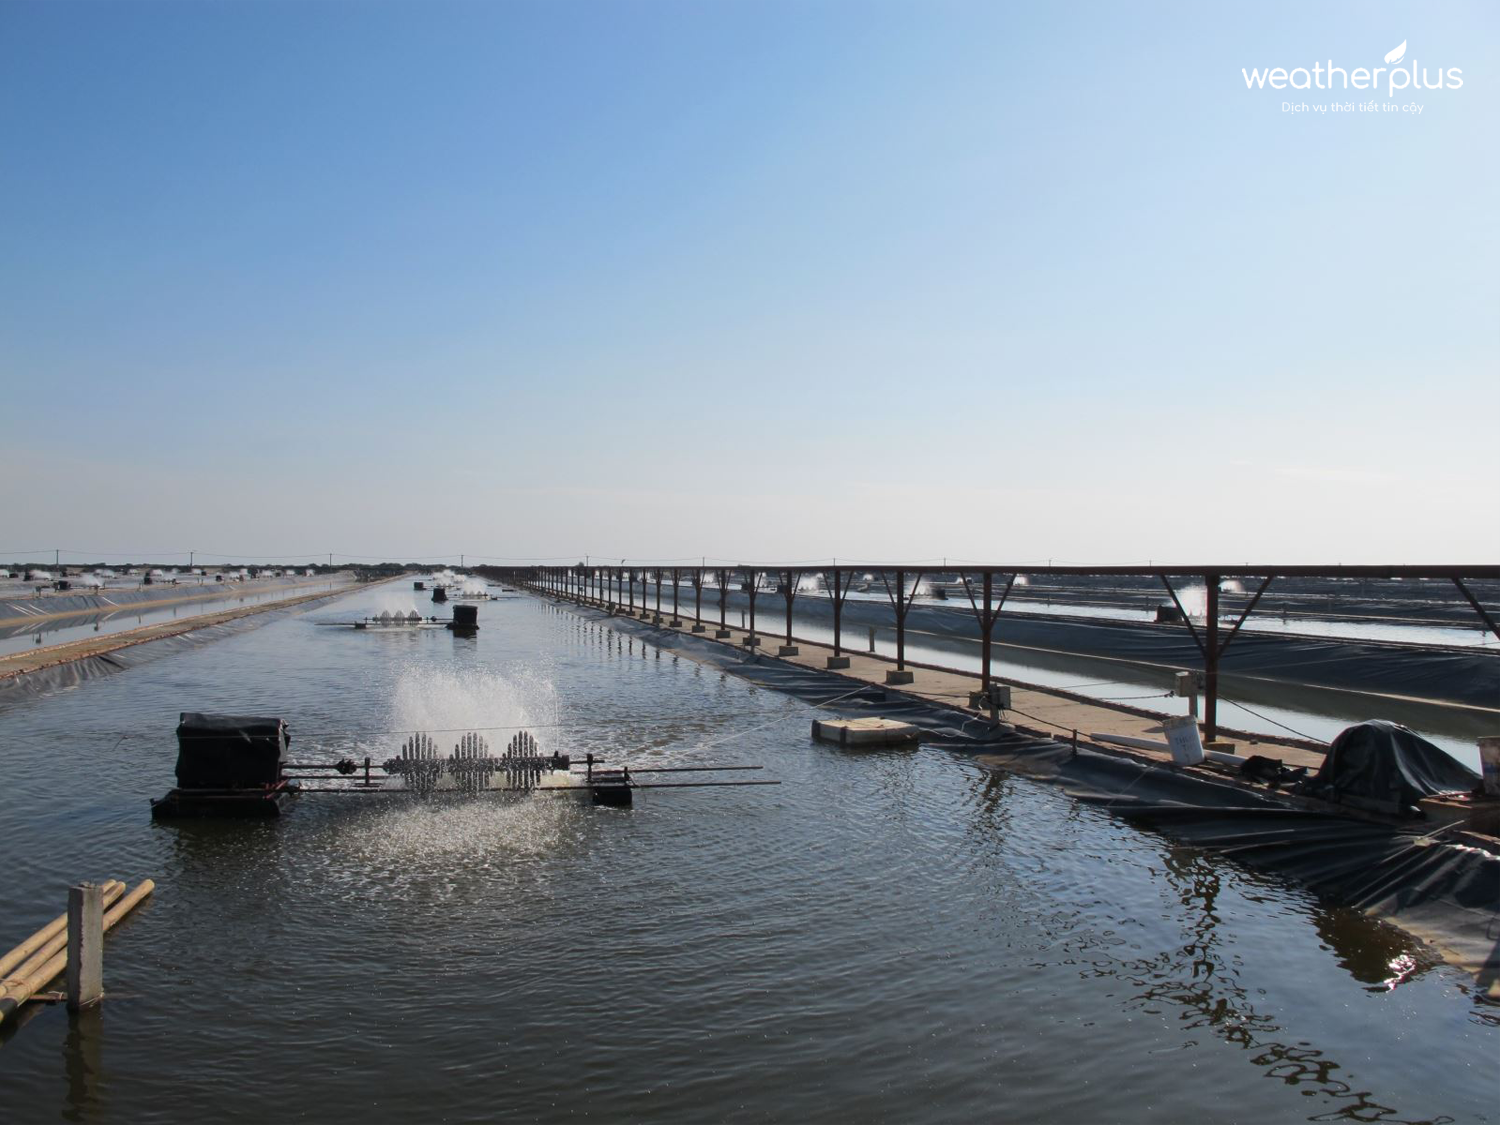 weatherplus
Dịch vụ thời tiết tin cậy